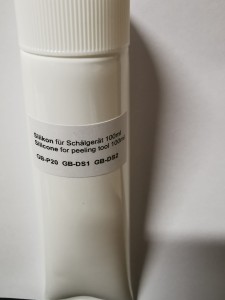 Silikon für Schälgerät 100ml
Silicone for peeling tool 100ml
GB-P20 GB-DS1 GB-DS2